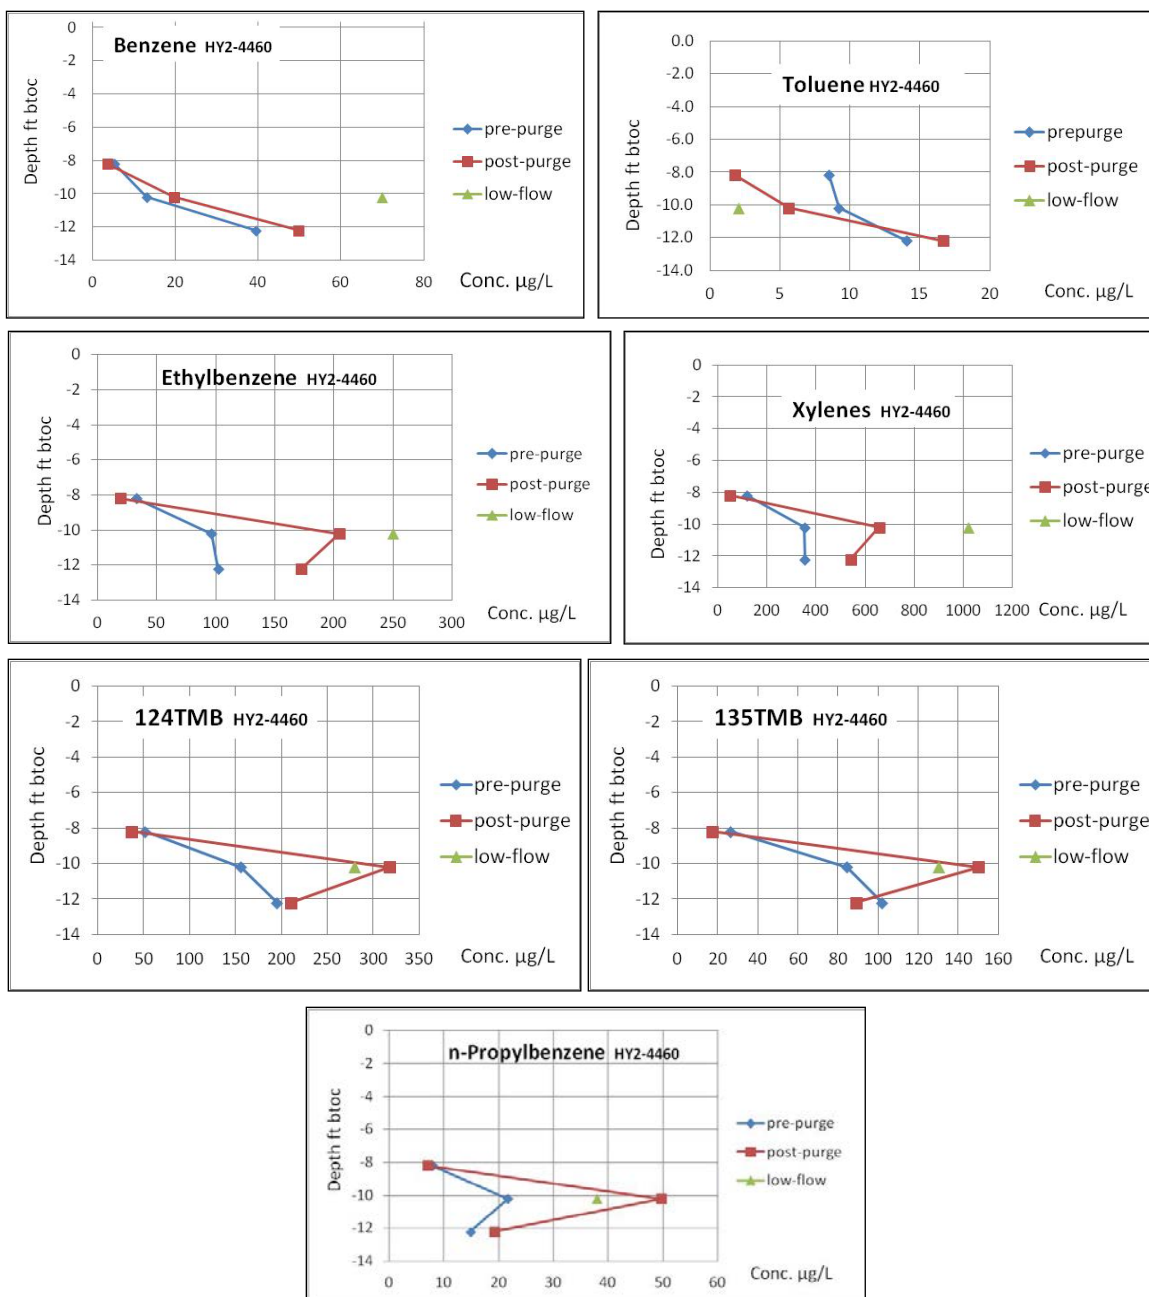 Benzene HY2-4460
Depth ft btoc
0
-2
-4
-6
-8
-10
-12
-14
0 20 40 60 80
Conc. µg/L
pre-purge
post-purge
low-flow
Toluene HY2-4460
Depth ft btoc
0.0
-2.0
-4.0
-6.0
-8.0
-10.0
-12.0
-14.0
0 5 10 15 20
Conc. µg/L
prepurge
post-purge
low-flow
Ethylbenzene HY2-4460
Depth ft btoc
0
-2
-4
-6
-8
-10
-12
-14
0 50 100 150 200 250 300
Conc. µg/L
pre-purge
post-purge
low-flow
Xylenes HY2-4460
Depth ft btoc
0
-2
-4
-6
-8
-10
-12
-14
0 200 400 600 800 1000 1200
Conc. µg/L
pre-purge
post-purge
low-flow
124TMB HY2-4460
Depth ft btoc
0
-2
-4
-6
-8
-10
-12
-14
0 50 100 150 200 250 300 350
Conc. µg/L
pre-purge
post-purge
low-flow
135TMB HY2-4460
Depth ft btoc
0
-2
-4
-6
-8
-10
-12
-14
0 20 40 60 80 100 120 140 160
Conc. µg/L
pre-purge
post-purge
low-flow
n-Propylbenzene HY2-4460
Depth ft btoc
0
-2
-4
-6
-8
-10
-12
-14
0 10 20 30 40 50 60
Conc. µg/L
pre-purge
post-purge
low-flow